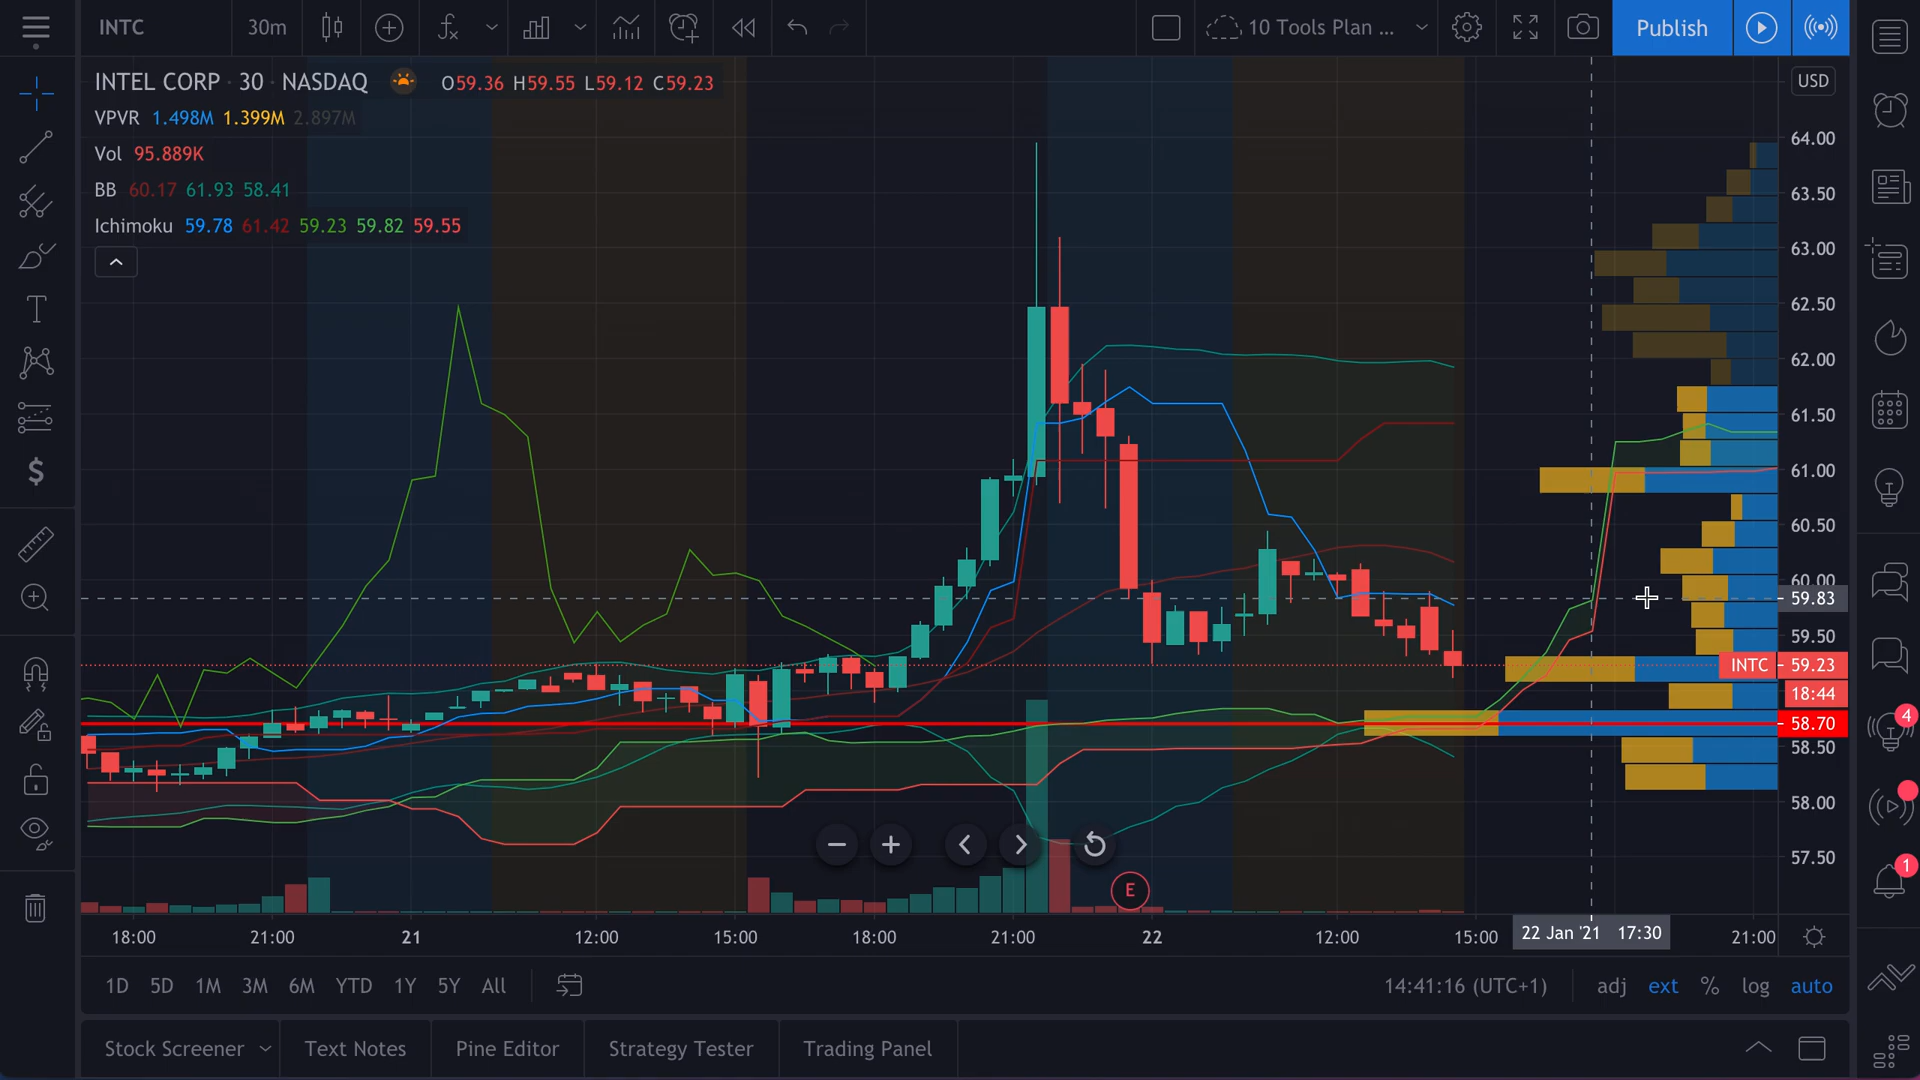 INTC
30m
10 Tools Plan ...
Publish
INTEL CORP · 30 · NASDAQ
O59.36 H59.55 L59.12 C59.23
USD
VPVR 1.498M 1.399M 2.897M
Vol 95.889K
BB 60.17 61.93 58.41
Ichimoku 59.78 61.42 59.23 59.82 59.55
64.00
63.50
63.00
62.50
62.00
61.50
61.00
60.50
60.00
59.83
59.50
INTC 59.23
18:44
58.70
58.50
58.00
57.50
4
1
E
18:00 21:00 21 12:00 15:00 18:00 21:00 22 12:00 15:00 22 Jan '21 17:30 21:00
1D 5D 1M 3M 6M YTD 1Y 5Y All
14:41:16 (UTC+1) adj ext % log auto
Stock Screener Text Notes Pine Editor Strategy Tester Trading Panel